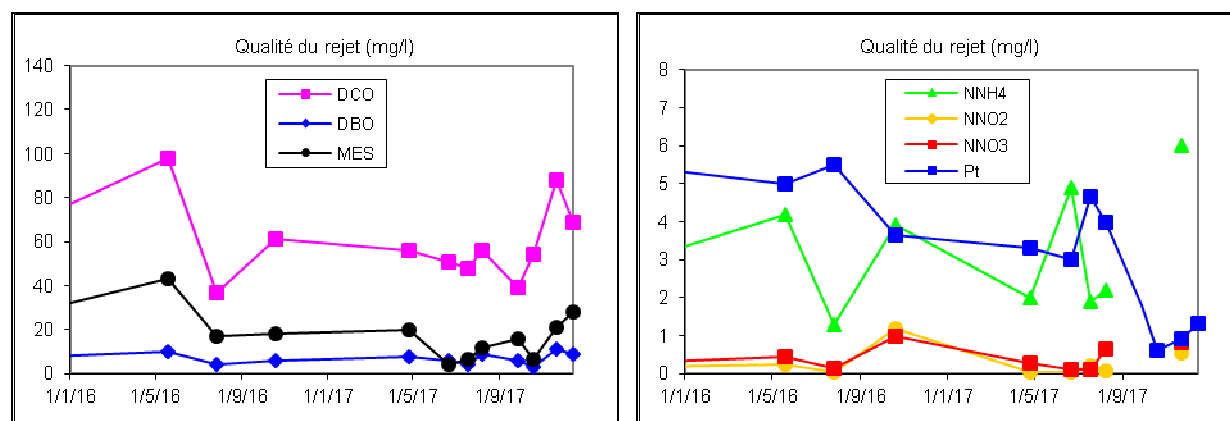 Qualité du rejet (mg/l)
140
120
100
80
60
40
20
0
DCO
DBO
MES
1/1/16 1/5/16 1/9/16 1/1/17 1/5/17 1/9/17
Qualité du rejet (mg/l)
8
7
6
5
4
3
2
1
0
NNH4
NNO2
NNO3
Pt
1/1/16 1/5/16 1/9/16 1/1/17 1/5/17 1/9/17